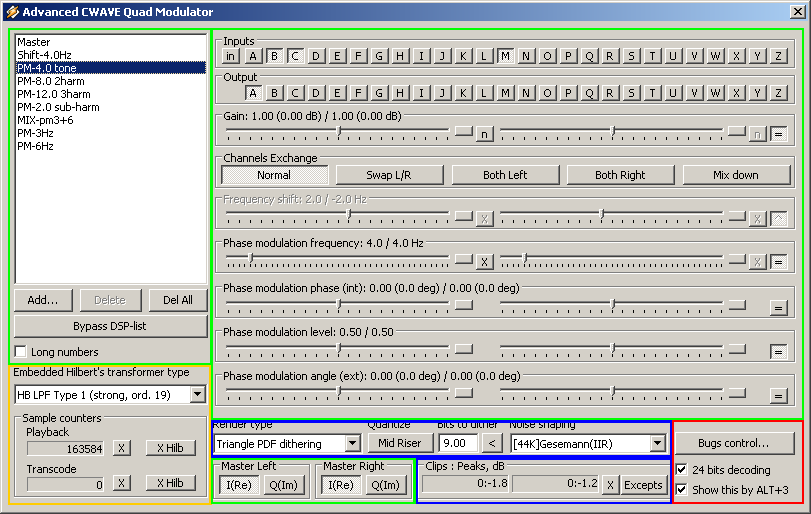 Advanced CWAVE Quad Modulator
Master
Shift-4.0Hz
PM-4.0 tone
PM-8.0 2harm
PM-12.0 3harm
PM-2.0 sub-harm
MIX-pm3+6
PM-3Hz
PM-6Hz
Add... Delete Del All
Bypass DSP-list
Long numbers
Embedded Hilbert's transformer type
HB LPF Type 1 (strong, ord. 19)
Sample counters
Playback
163584 X X Hilb
Transcode
0 X X Hilb
Inputs
in A B C D E F G H I J K L M N O P Q R S T U V W X Y Z
Output
A B C D E F G H I J K L M N O P Q R S T U V W X Y Z
Gain: 1.00 (0.00 dB) / 1.00 (0.00 dB)
n n =
Channels Exchange
Normal Swap L/R Both Left Both Right Mix down
Frequency shift: 2.0 / -2.0 Hz
X X ^
Phase modulation frequency: 4.0 / 4.0 Hz
X X =
Phase modulation phase (int): 0.00 (0.0 deg) / 0.00 (0.0 deg)
=
Phase modulation level: 0.50 / 0.50
=
Phase modulation angle (ext): 0.00 (0.0 deg) / 0.00 (0.0 deg)
=
Render type Quantize Bits to dither Noise shaping
Triangle PDF dithering Mid Riser 9.00 < [44K]Gesemann(IIR)
Master Left Master Right Clips : Peaks, dB
I(Re) Q(Im) I(Re) Q(Im) 0:-1.8 0:-1.2 X Excepts
Bugs control...
24 bits decoding
Show this by ALT+3